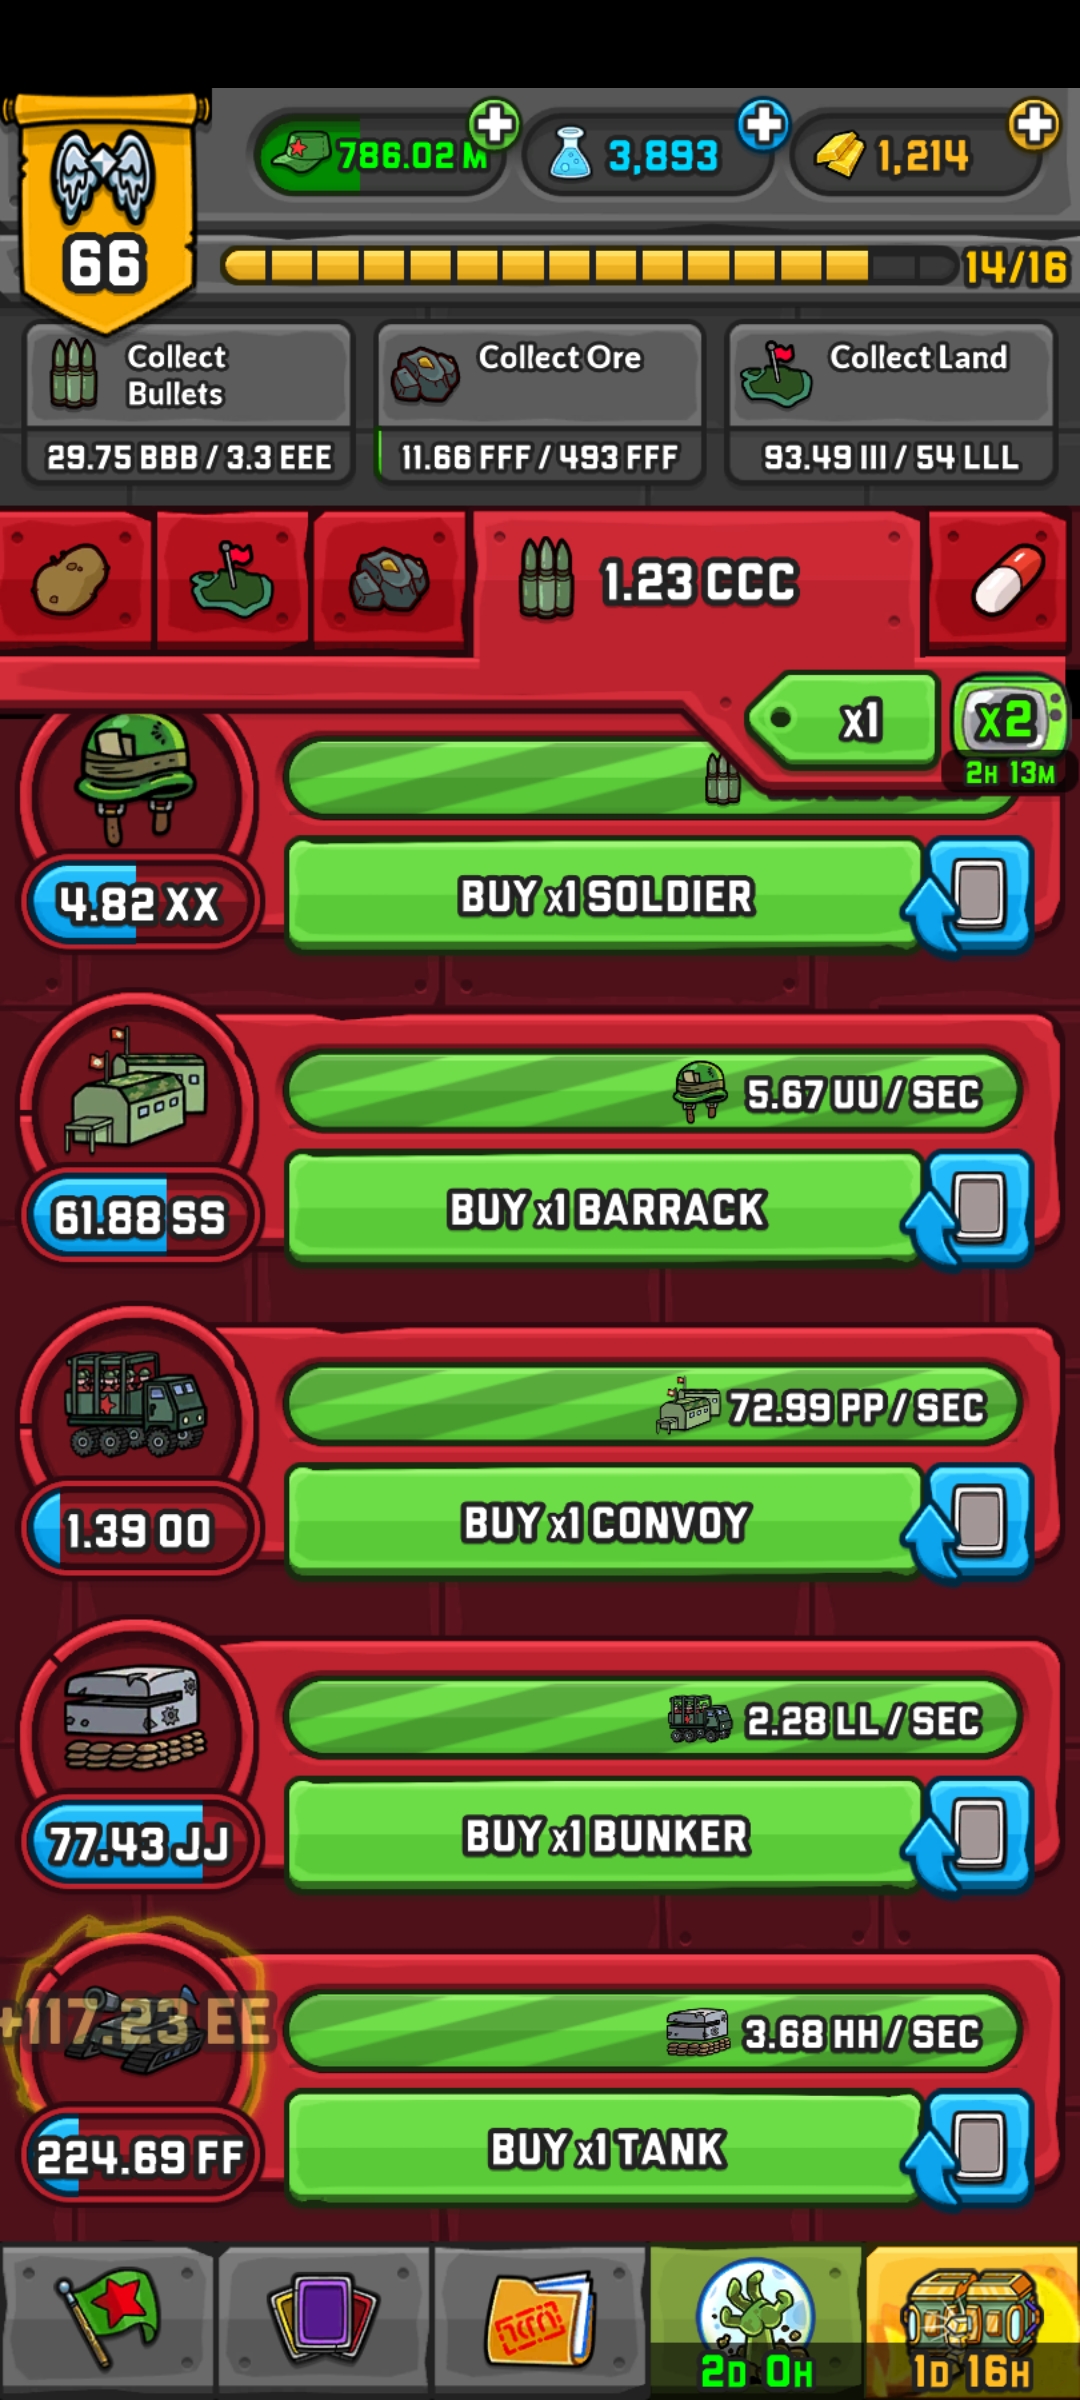 786.02 M
3,893
1,214
66
14/16
Collect
Bullets
29.75 BBB / 3.3 EEE
Collect Ore
11.66 FFF / 493 FFF
Collect Land
93.49 III / 54 LLL
1.23 CCC
x1
x2
2H 13M
4.82 XX
BUY x1 SOLDIER
5.67 UU / SEC
61.88 SS
BUY x1 BARRACK
72.99 PP / SEC
1.39 OO
BUY x1 CONVOY
2.28 LL / SEC
77.43 JJ
BUY x1 BUNKER
+117.23 EE
3.68 HH / SEC
224.69 FF
BUY x1 TANK
2D 0H
1D 16H